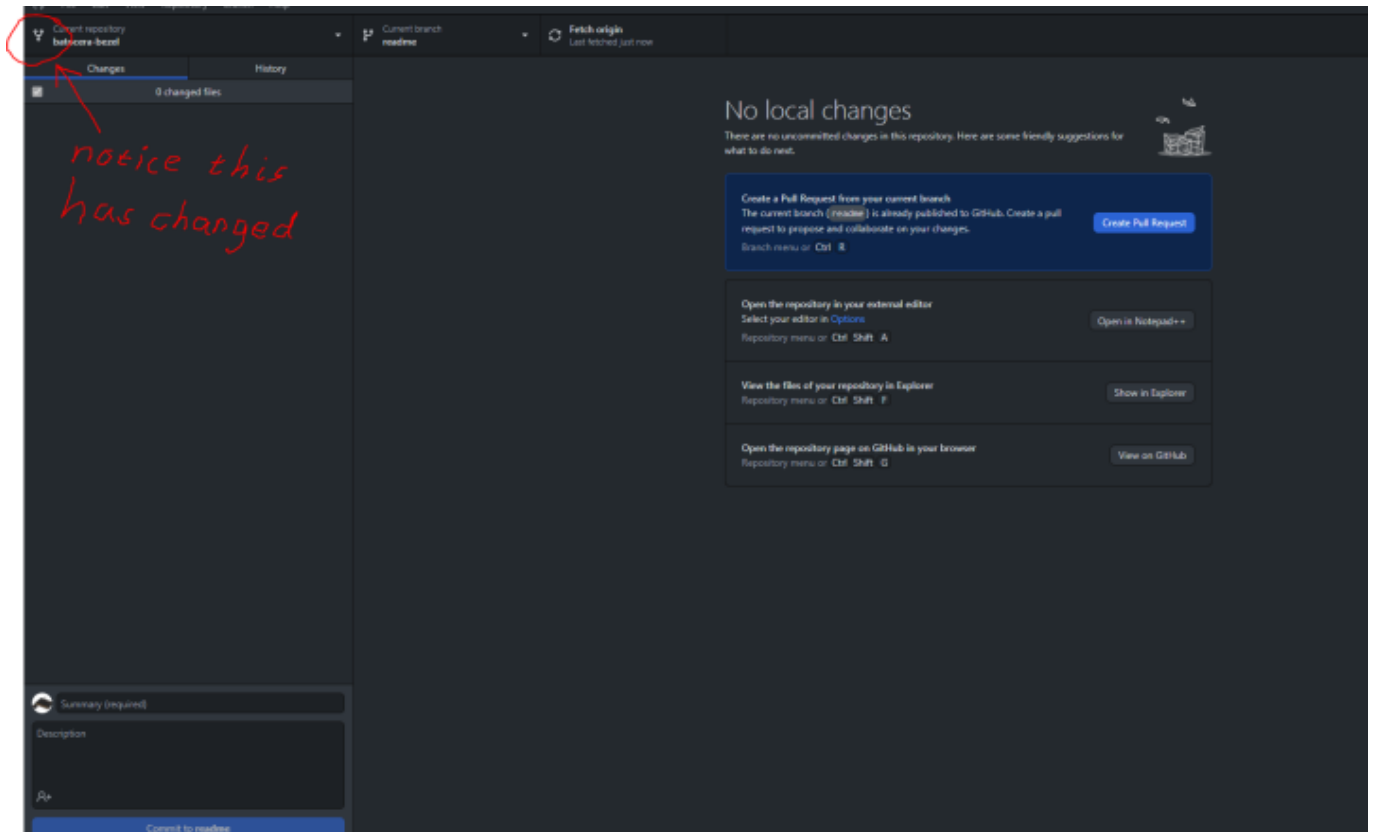 Current repository
batocera-bezel
Current branch
readme
Fetch origin
Last fetched just now
Changes
History
0 changed files
notice this
has changed
No local changes
There are no uncommitted changes in this repository. Here are some friendly suggestions for
what to do next.
Create a Pull Request from your current branch
The current branch (readme) is already published to GitHub. Create a pull
request to propose and collaborate on your changes.
Branch menu or Ctrl R
Create Pull Request
Open the repository in your external editor
Select your editor in Options
Repository menu or Ctrl Shift A
Open in Notepad++
View the files of your repository in Explorer
Repository menu or Ctrl Shift F
Show in Explorer
Open the repository page on GitHub in your browser
Repository menu or Ctrl Shift G
View on GitHub
Summary (required)
Description
Commit to readme